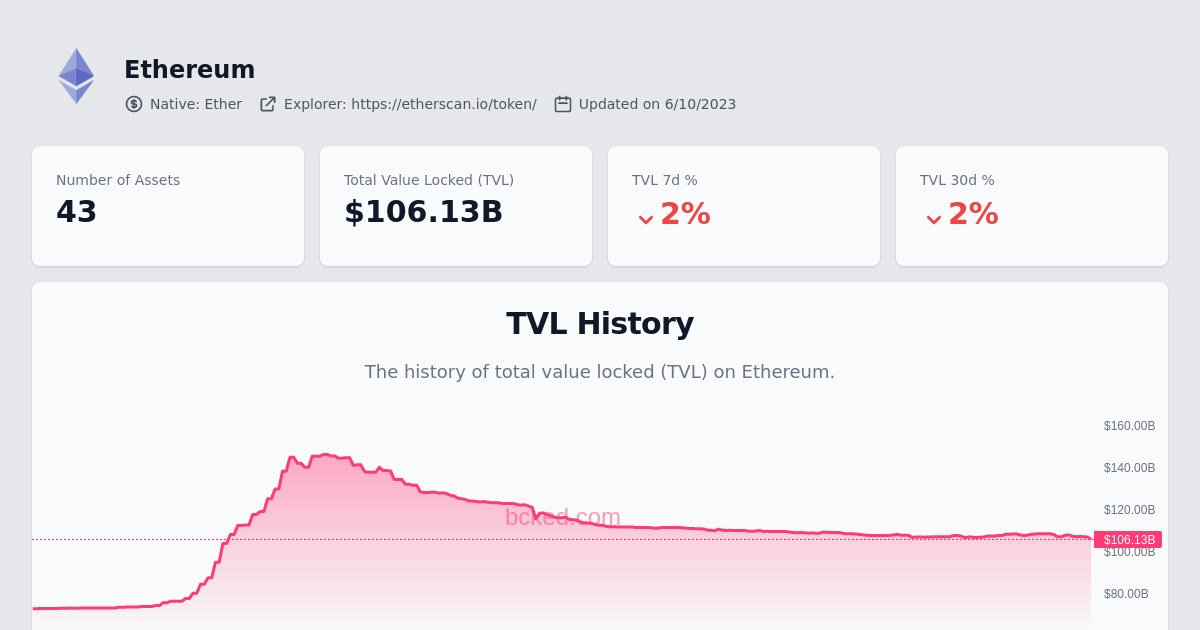 Ethereum
Native: Ether Explorer: https://etherscan.io/token/ Updated on 6/10/2023
Number of Assets
43
Total Value Locked (TVL)
$106.13B
TVL 7d %
2%
TVL 30d %
2%
TVL History
The history of total value locked (TVL) on Ethereum.
bcked.com
$160.00B
$140.00B
$120.00B
$106.13B
$100.00B
$80.00B